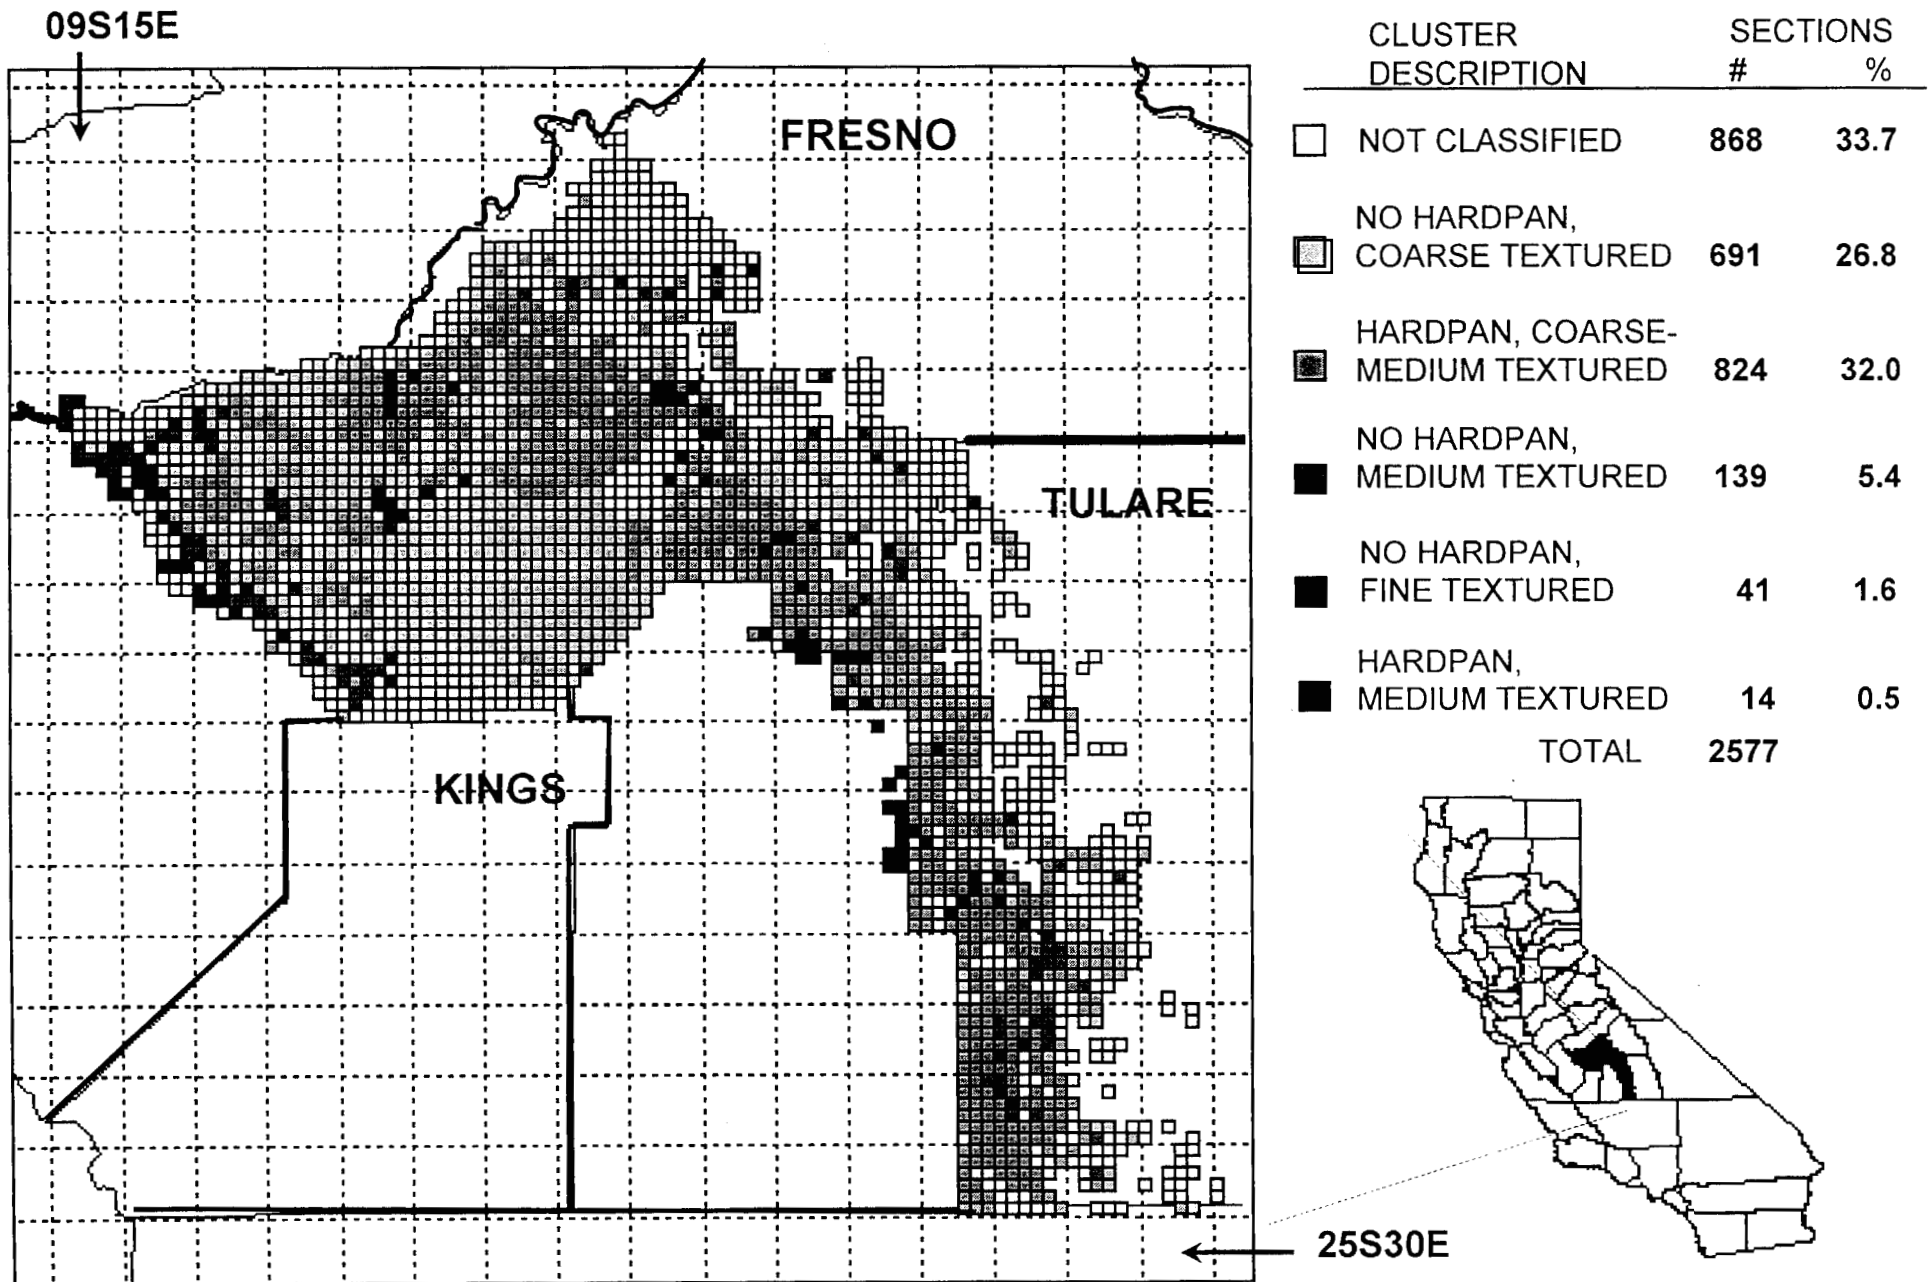 09S15E
FRESNO
TULARE
KINGS
25S30E
CLUSTER SECTIONS
DESCRIPTION # %
NOT CLASSIFIED 868 33.7
NO HARDPAN,
COARSE TEXTURED 691 26.8
HARDPAN, COARSE-
MEDIUM TEXTURED 824 32.0
NO HARDPAN,
MEDIUM TEXTURED 139 5.4
NO HARDPAN,
FINE TEXTURED 41 1.6
HARDPAN,
MEDIUM TEXTURED 14 0.5
TOTAL 2577